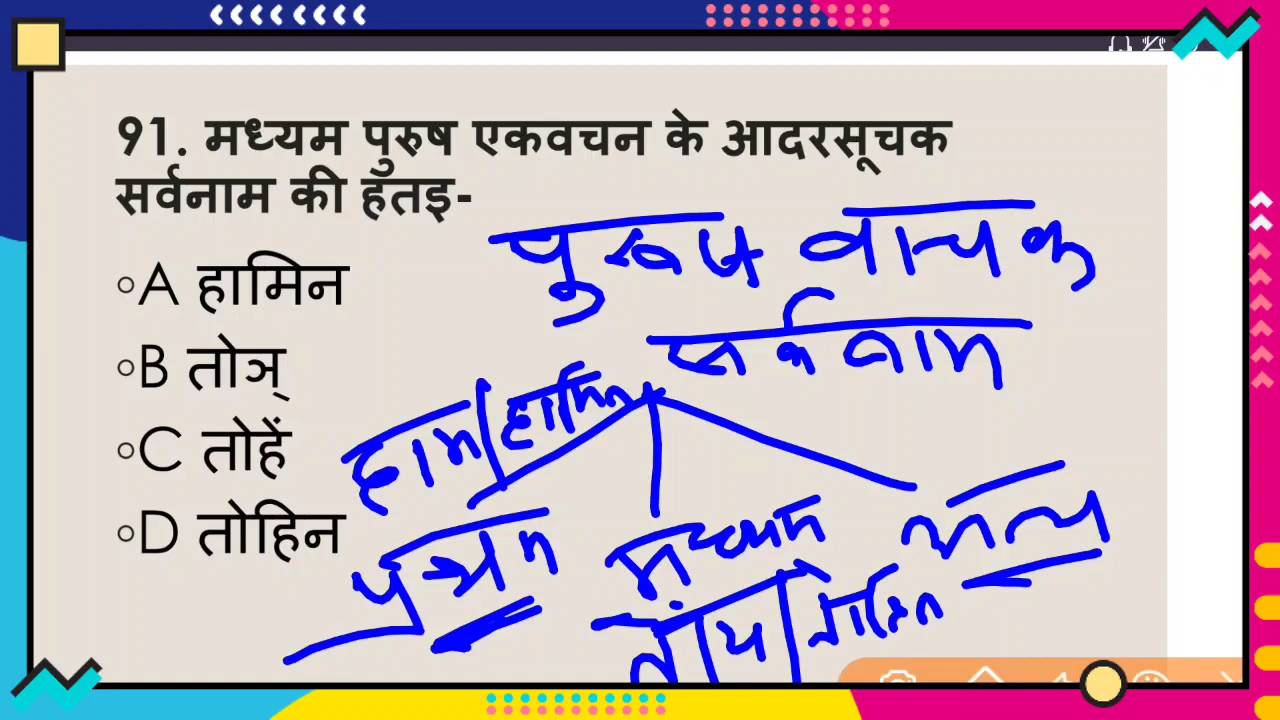 91. मध्यम पुरुष एकवचन के आदरसूचक
सर्वनाम की हतइ-
○A हामिन
○B तोञ्
○C तोहें
○D तोहिन
पुरुष वाचक
सर्वनाम
हाम | हामिन
प्रथम मध्यम अन्य